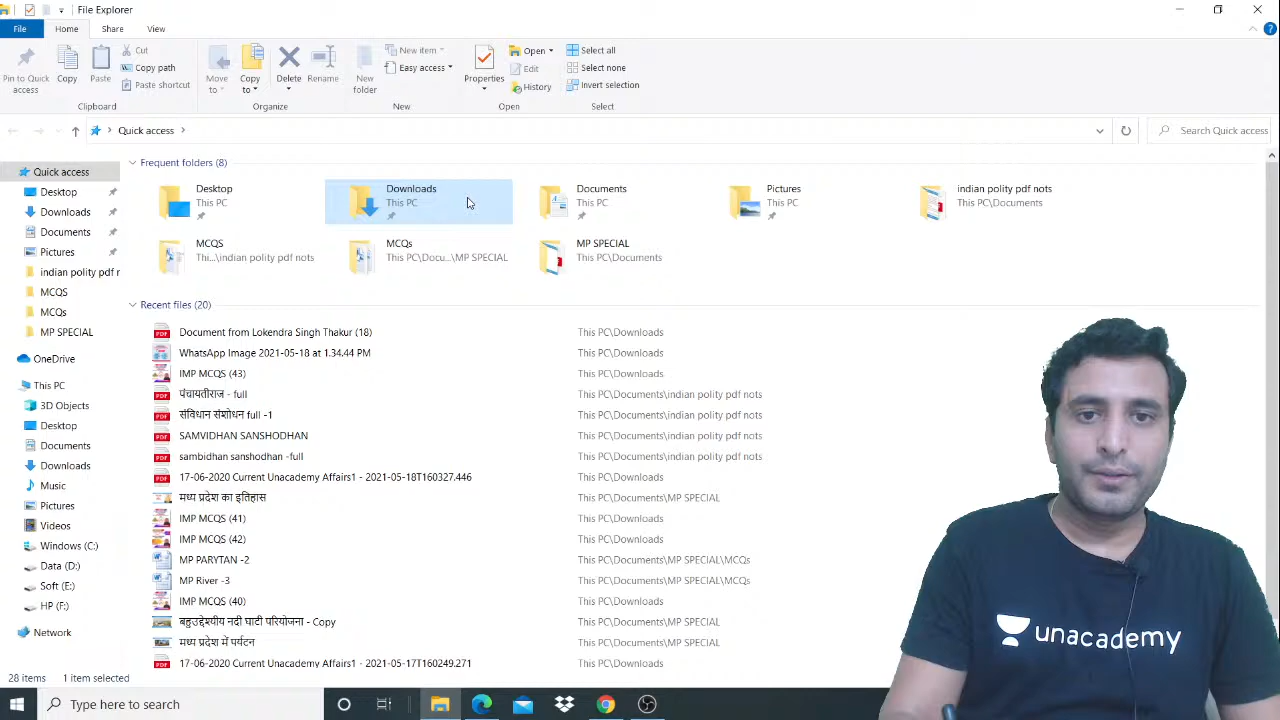 File Explorer
File Home Share View
Pin to Quick access
Copy
Paste
Cut
Copy path
Paste shortcut
Move to
Copy to
Delete
Rename
New folder
New item
Easy access
Properties
Open
Edit
History
Select all
Select none
Invert selection
Clipboard Organize New Open Select
Quick access
Search Quick access
Quick access
Desktop
Downloads
Documents
Pictures
indian polity pdf r
MCQS
MCQs
MP SPECIAL
OneDrive
This PC
3D Objects
Desktop
Documents
Downloads
Music
Pictures
Videos
Windows (C:)
Data (D:)
Soft (E:)
HP (F:)
Network
Frequent folders (8)
Desktop
This PC
Downloads
This PC
Documents
This PC
Pictures
This PC
indian polity pdf nots
This PC\Documents
MCQS
Thi...\indian polity pdf nots
MCQs
This PC\Docu...\MP SPECIAL
MP SPECIAL
This PC\Documents
Recent files (20)
Document from Lokendra Singh Thakur (18) This PC\Downloads
WhatsApp Image 2021-05-18 at 1.34.44 PM This PC\Downloads
IMP MCQS (43) This PC\Downloads
पंचायतीराज - full This PC\Documents\indian polity pdf nots
संविधान संशोधन full -1 This PC\Documents\indian polity pdf nots
SAMVIDHAN SANSHODHAN This PC\Documents\indian polity pdf nots
sambidhan sanshodhan -full This PC\Documents\indian polity pdf nots
17-06-2020 Current Unacademy Affairs1 - 2021-05-18T160327.446 This PC\Downloads
मध्य प्रदेश का इतिहास This PC\Documents\MP SPECIAL
IMP MCQS (41) This PC\Downloads
IMP MCQS (42) This PC\Downloads
MP PARYTAN -2 This PC\Documents\MP SPECIAL\MCQs
MP River -3 This PC\Documents\MP SPECIAL\MCQs
IMP MCQS (40) This PC\Downloads
बहुउद्देश्यीय नदी घाटी परियोजना - Copy This PC\Documents\MP SPECIAL
मध्य प्रदेश में पर्यटन This PC\Documents\MP SPECIAL
17-06-2020 Current Unacademy Affairs1 - 2021-05-17T160249.271 This PC\Downloads
28 items 1 item selected
Type here to search
unacademy